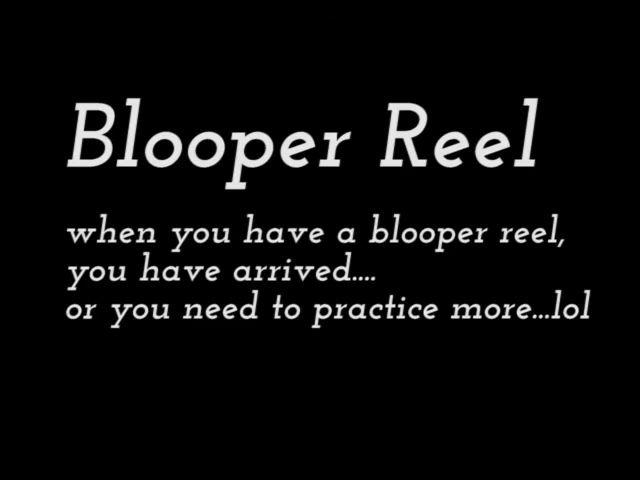 Blooper Reel
when you have a blooper reel,
you have arrived....
or you need to practice more...lol